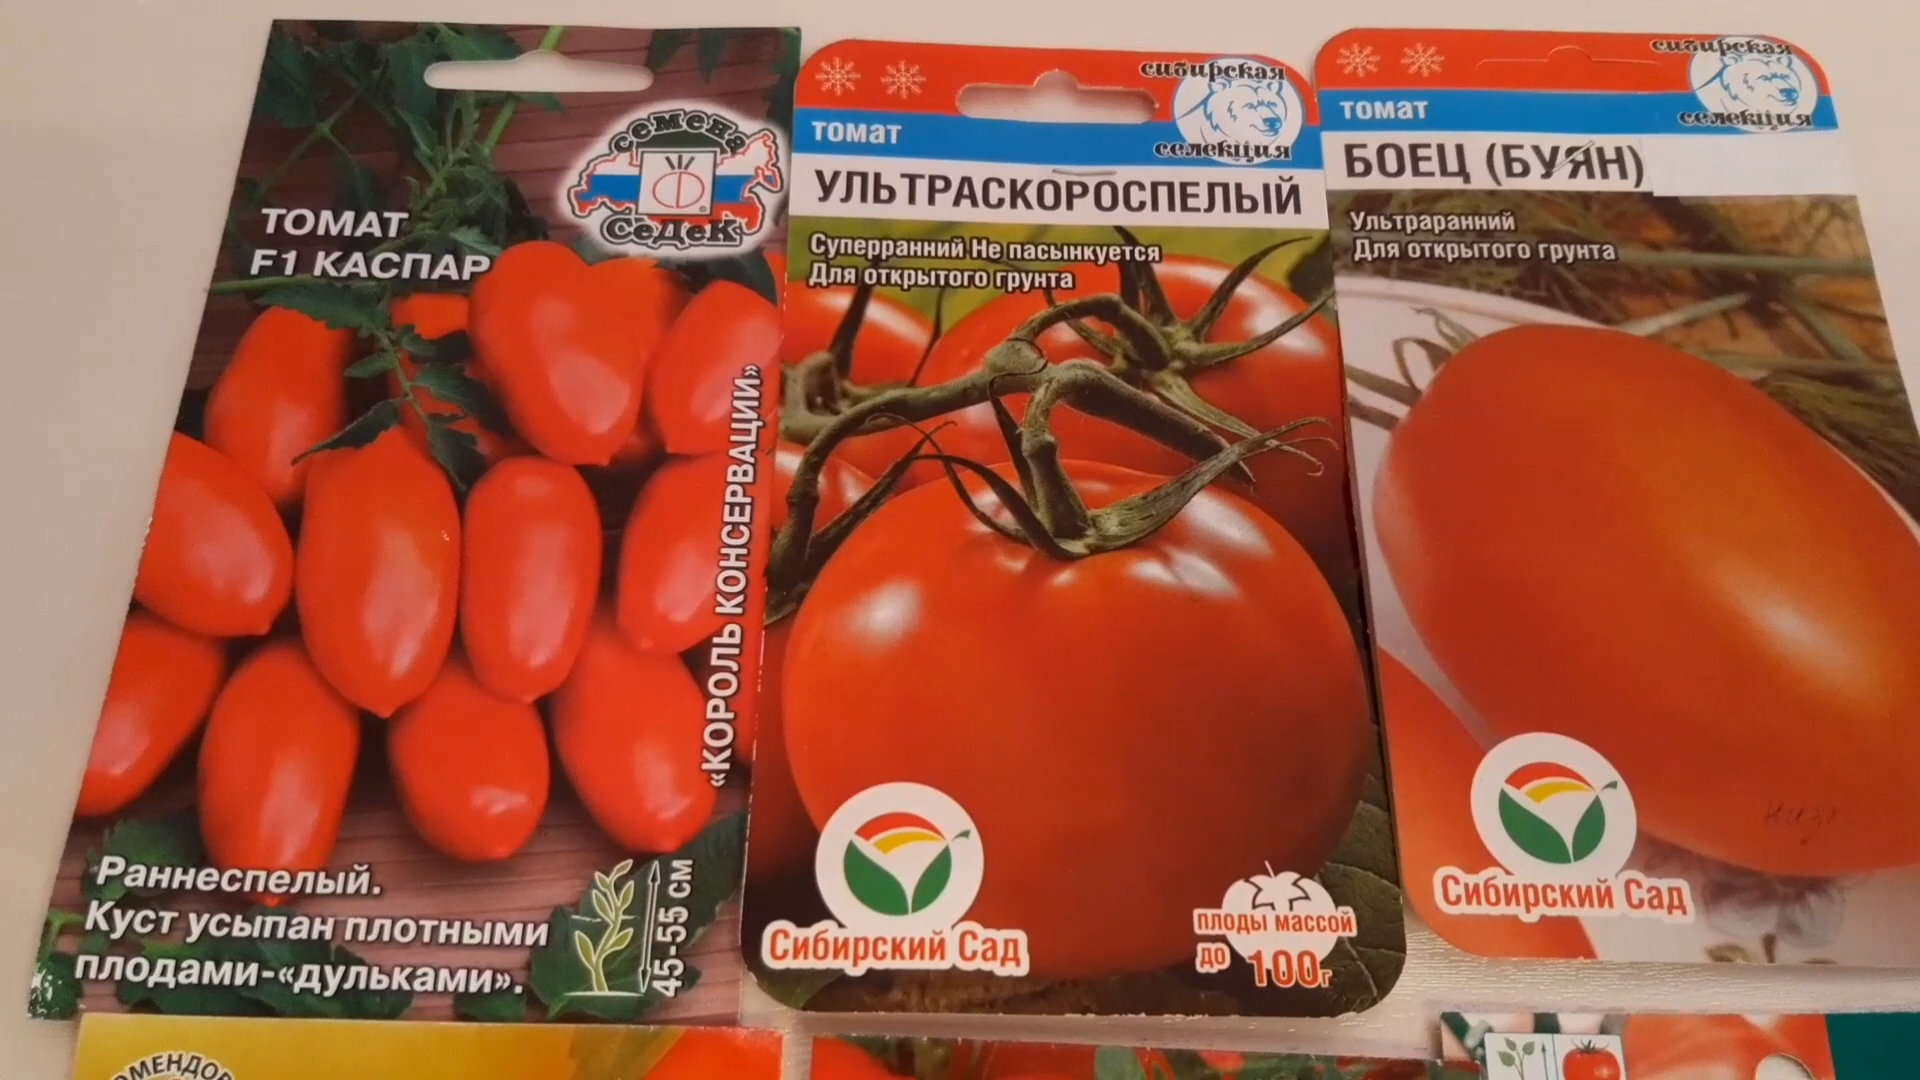 семена
СеДеК
ТОМАТ
F1 КАСПАР
«КОРОЛЬ КОНСЕРВАЦИИ»
Раннеспелый.
Куст усыпан плотными
плодами-«дульками».
45-55 см
сибирская
селекция
томат
УЛЬТРАСКОРОСПЕЛЫЙ
Суперранний Не пасынкуется
Для открытого грунта
Сибирский Сад
плоды массой
до 100г
сибирская
селекция
томат
БОЕЦ (БУЯН)
Ультраранний
Для открытого грунта
Сибирский Сад